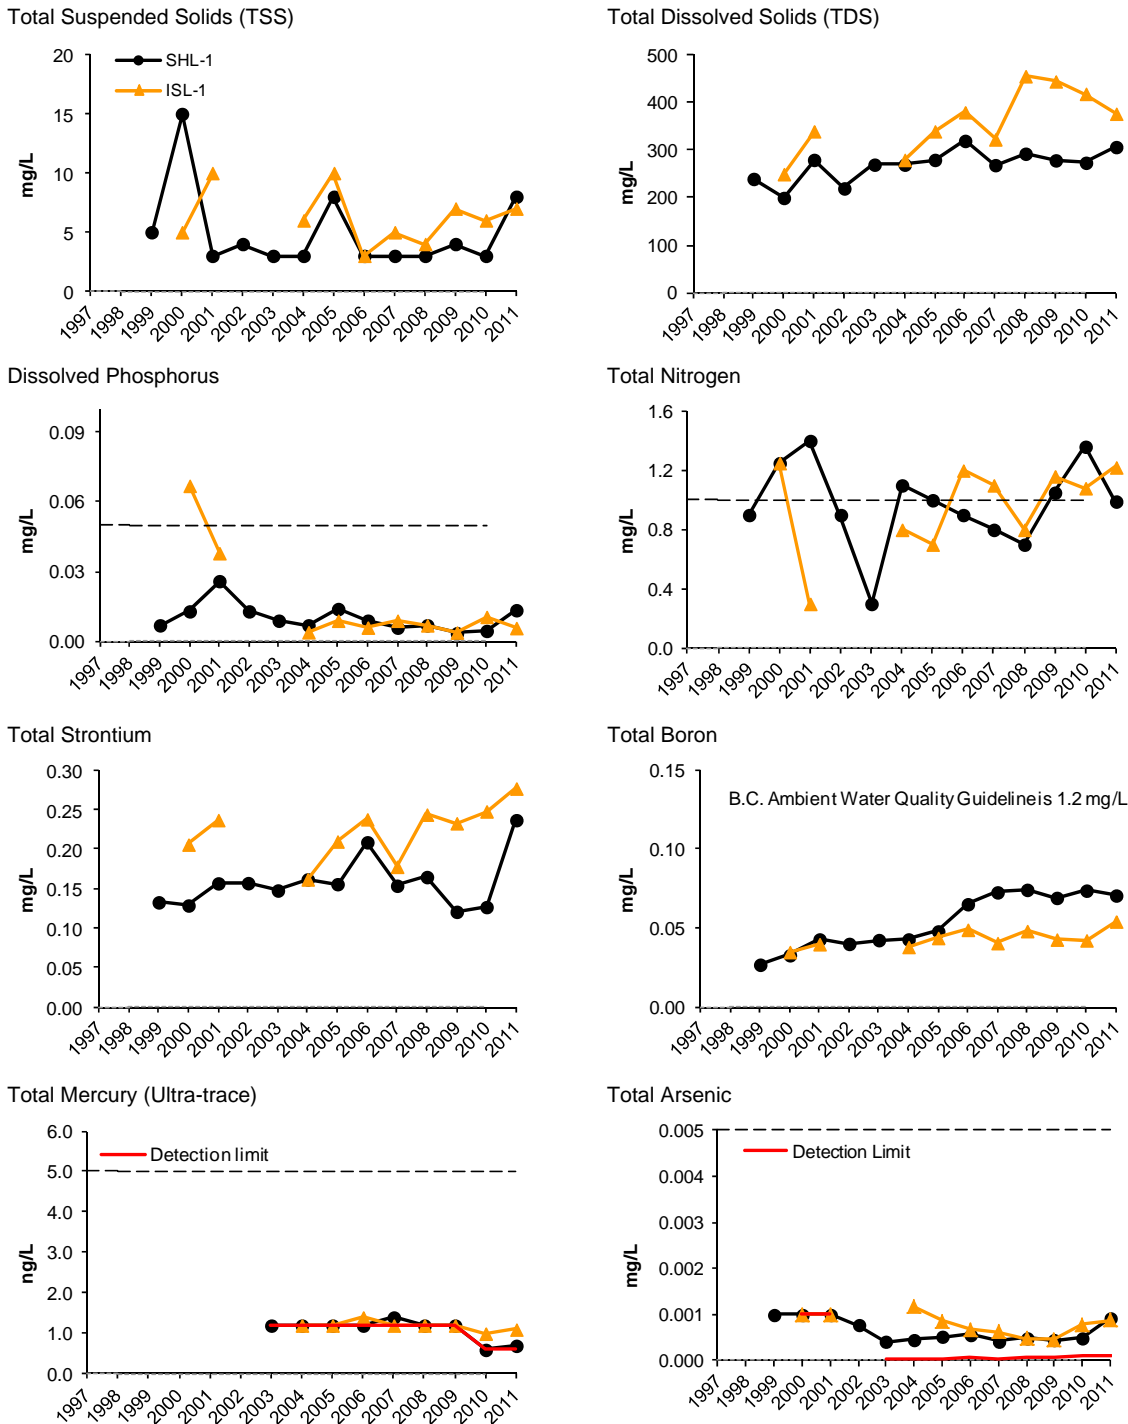 Total Suspended Solids (TSS)
20
15
10
5
0
mg/L
SHL-1
ISL-1
1997 1998 1999 2000 2001 2002 2003 2004 2005 2006 2007 2008 2009 2010 2011
Total Dissolved Solids (TDS)
500
400
300
200
100
0
mg/L
1997 1998 1999 2000 2001 2002 2003 2004 2005 2006 2007 2008 2009 2010 2011
Dissolved Phosphorus
0.09
0.06
0.03
0.00
mg/L
1997 1998 1999 2000 2001 2002 2003 2004 2005 2006 2007 2008 2009 2010 2011
Total Nitrogen
1.6
1.2
0.8
0.4
0.0
mg/L
1997 1998 1999 2000 2001 2002 2003 2004 2005 2006 2007 2008 2009 2010 2011
Total Strontium
0.30
0.25
0.20
0.15
0.10
0.05
0.00
mg/L
1997 1998 1999 2000 2001 2002 2003 2004 2005 2006 2007 2008 2009 2010 2011
Total Boron
0.15
0.10
0.05
0.00
mg/L
B.C. Ambient Water Quality Guideline is 1.2 mg/L
1997 1998 1999 2000 2001 2002 2003 2004 2005 2006 2007 2008 2009 2010 2011
Total Mercury (Ultra-trace)
6.0
5.0
4.0
3.0
2.0
1.0
0.0
ng/L
Detection limit
1997 1998 1999 2000 2001 2002 2003 2004 2005 2006 2007 2008 2009 2010 2011
Total Arsenic
0.005
0.004
0.003
0.002
0.001
0.000
mg/L
Detection Limit
1997 1998 1999 2000 2001 2002 2003 2004 2005 2006 2007 2008 2009 2010 2011